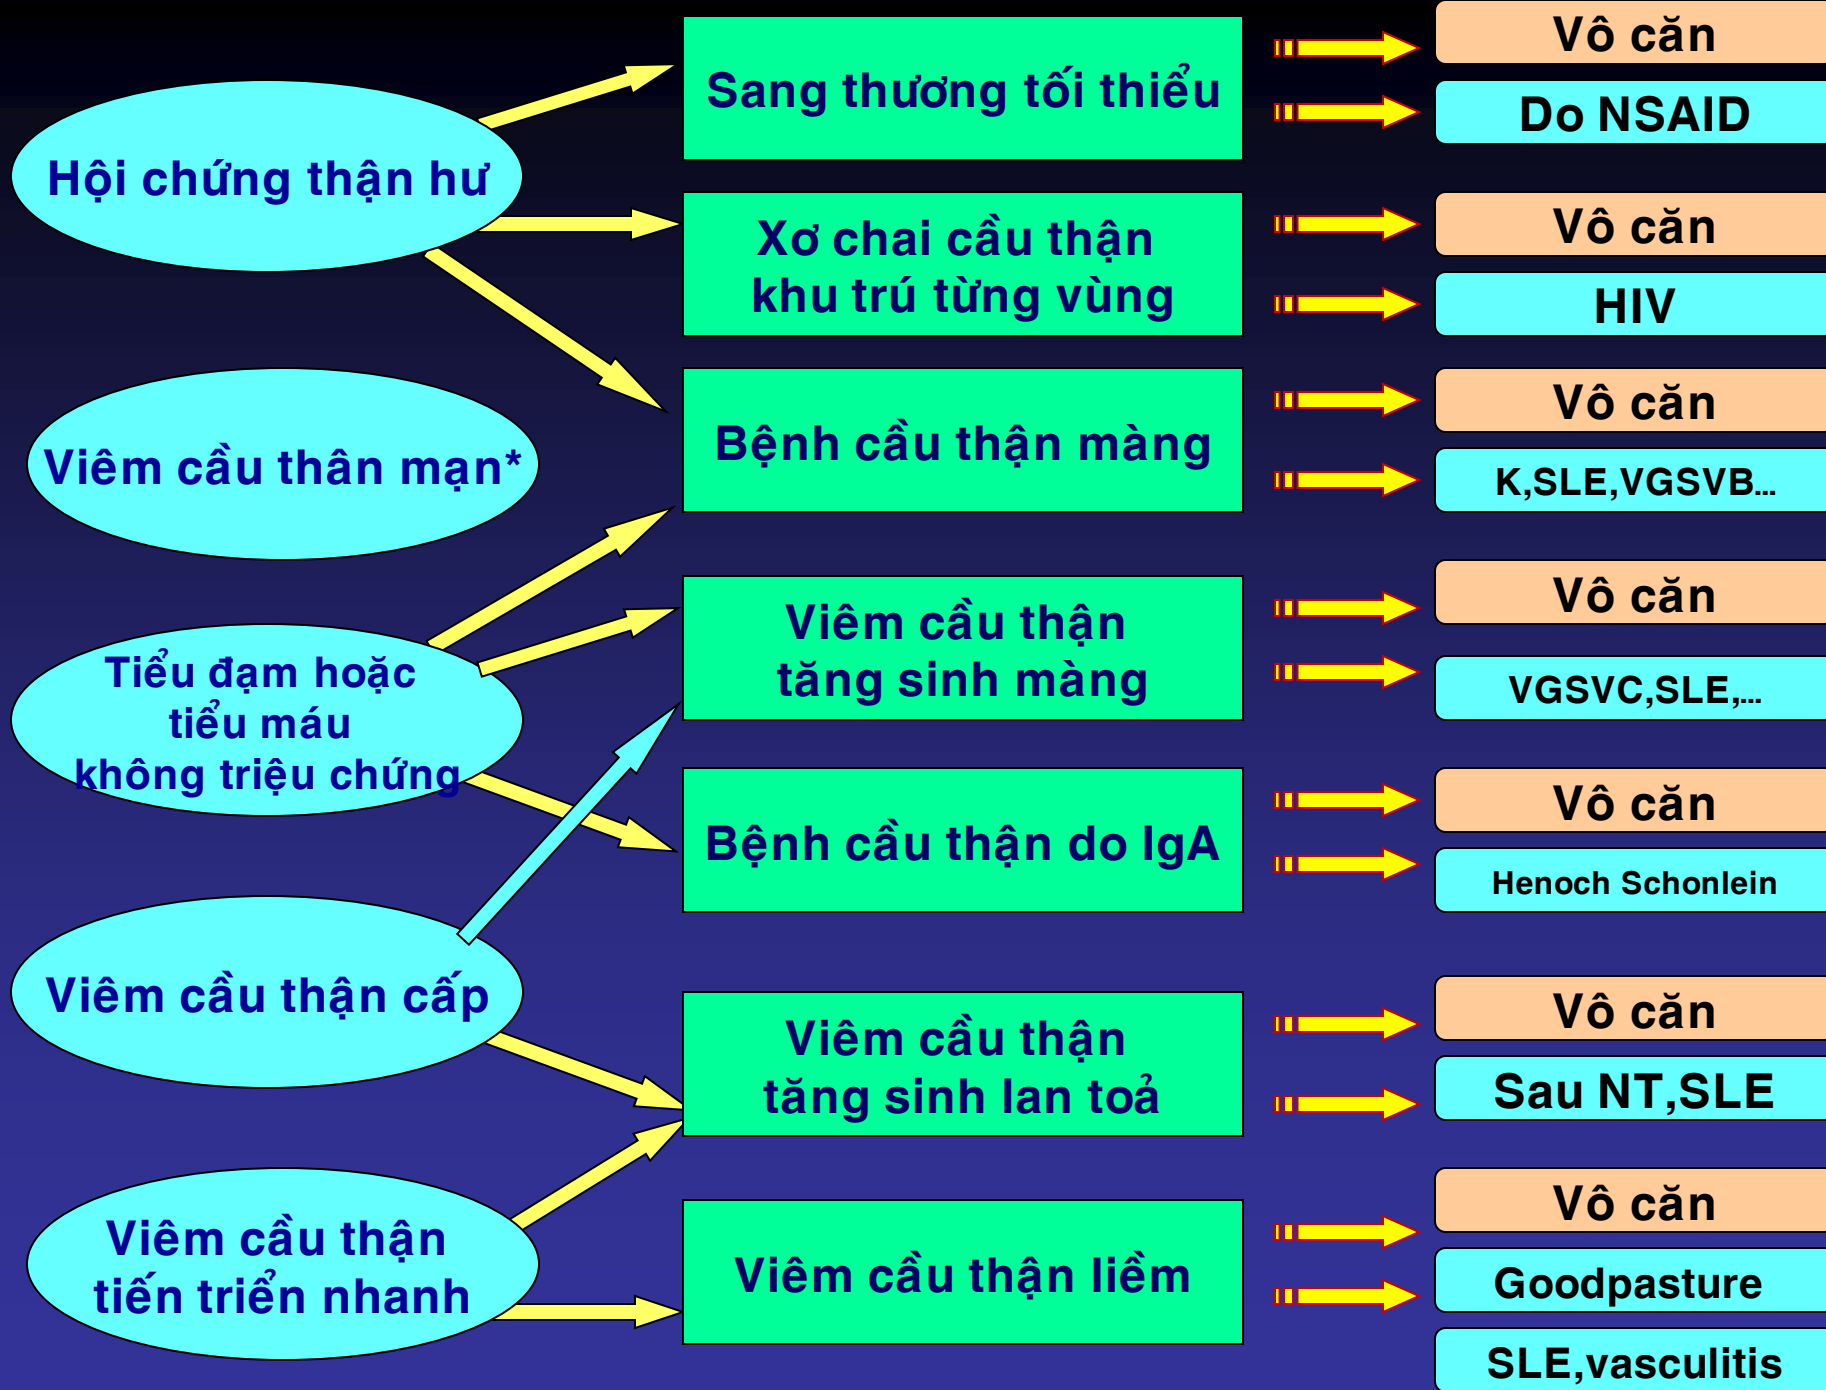 Hội chứng thận hư
Viêm cầu thân mạn*
Tiểu đạm hoặc
tiểu máu
không triệu chứng
Viêm cầu thận cấp
Viêm cầu thận
tiến triển nhanh
Sang thương tối thiểu
Xơ chai cầu thận
khu trú từng vùng
Bệnh cầu thận màng
Viêm cầu thận
tăng sinh màng
Bệnh cầu thận do IgA
Viêm cầu thận
tăng sinh lan toả
Viêm cầu thận liềm
Vô căn
Do NSAID
Vô căn
HIV
Vô căn
K,SLE,VGSVB...
Vô căn
VGSVC,SLE,...
Vô căn
Henoch Schonlein
Vô căn
Sau NT,SLE
Vô căn
Goodpasture
SLE,vasculitis